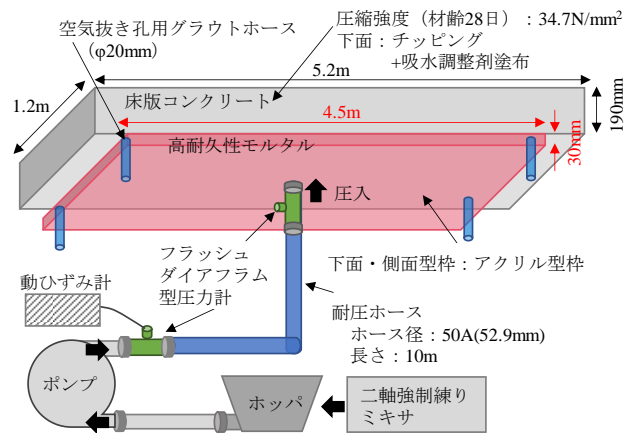 空気抜き孔用グラウトホース
（φ20mm）
圧縮強度（材齢28日）：34.7N/mm²
下面：チッピング
+吸水調整剤塗布
5.2m
1.2m
床版コンクリート
190mm
4.5m
高耐久性モルタル
30mm
圧入
フラッシュ
ダイアフラム
型圧力計
下面・側面型枠：アクリル型枠
動ひずみ計
耐圧ホース
ホース径：50A(52.9mm)
長さ：10m
ポンプ
ホッパ
二軸強制練り
ミキサ